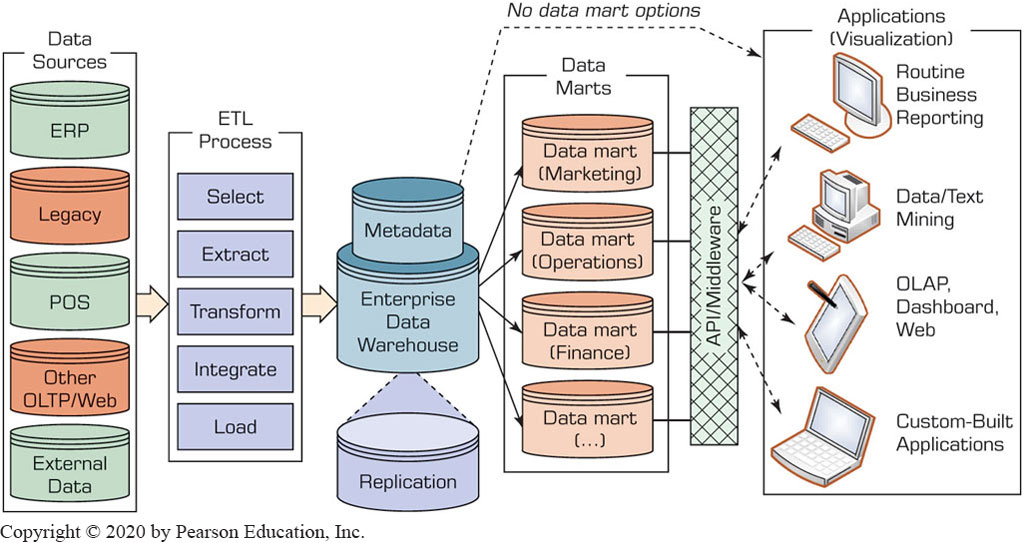 No data mart options
Data
Sources
ERP
Legacy
POS
Other
OLTP/Web
External
Data
ETL
Process
Select
Extract
Transform
Integrate
Load
Metadata
Enterprise
Data
Warehouse
Replication
Data
Marts
Data mart
(Marketing)
Data mart
(Operations)
Data mart
(Finance)
Data mart
(...)
API/Middleware
Applications
(Visualization)
Routine
Business
Reporting
Data/Text
Mining
OLAP,
Dashboard,
Web
Custom-Built
Applications
Copyright © 2020 by Pearson Education, Inc.